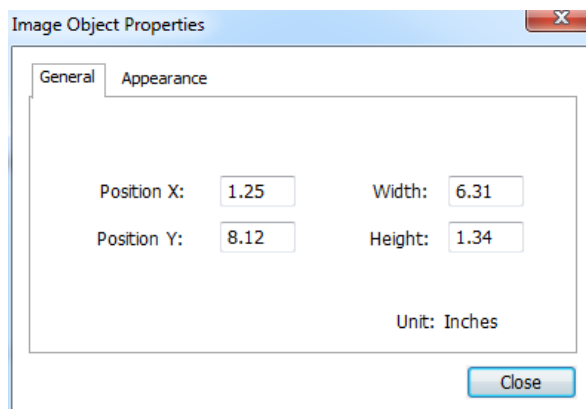 Image Object Properties
X
General Appearance
Position X: 1.25 Width: 6.31
Position Y: 8.12 Height: 1.34
Unit: Inches
Close